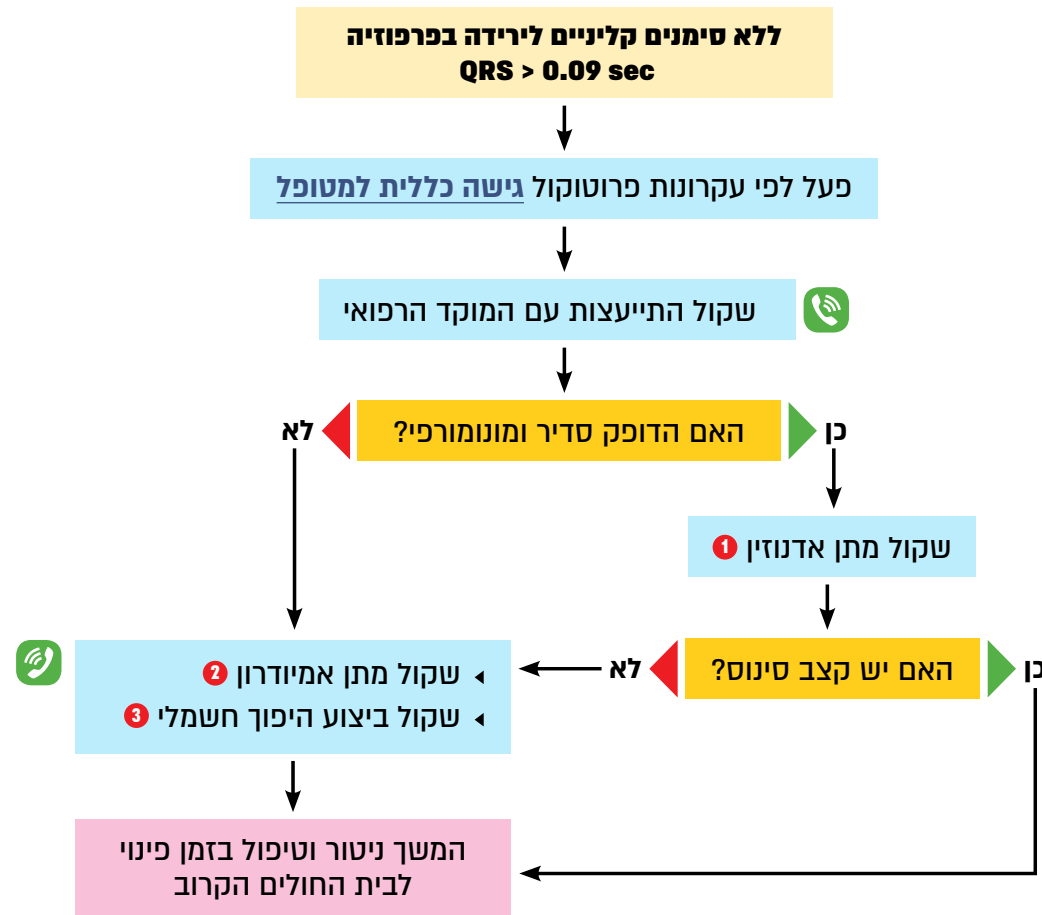 ללא סימנים קליניים לירידה בפרפוזיה
QRS > 0.09 sec
פעל לפי עקרונות פרוטוקול גישה כללית למטופל
שקול התייעצות עם המוקד הרפואי
האם הדופק סדיר ומונומורפי?
כן
לא
שקול מתן אדנוזין 1
האם יש קצב סינוס?
כן
לא
שקול מתן אמיודרון 2
שקול ביצוע היפוך חשמלי 3
המשך ניטור וטיפול בזמן פינוי
לבית החולים הקרוב